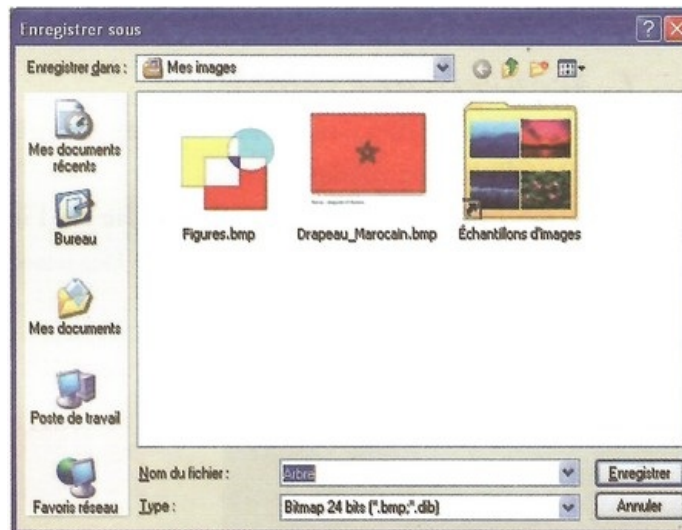 Enregistrer sous
Enregistrer dans :
Mes images
Mes documents
récents
Bureau
Mes documents
Poste de travail
Favoris réseau
Figures.bmp
Drapeau_Marocain.bmp
Échantillons d'images
Nom du fichier :
Arbre
Enregistrer
Type :
Bitmap 24 bits (*.bmp;*.dib)
Annuler